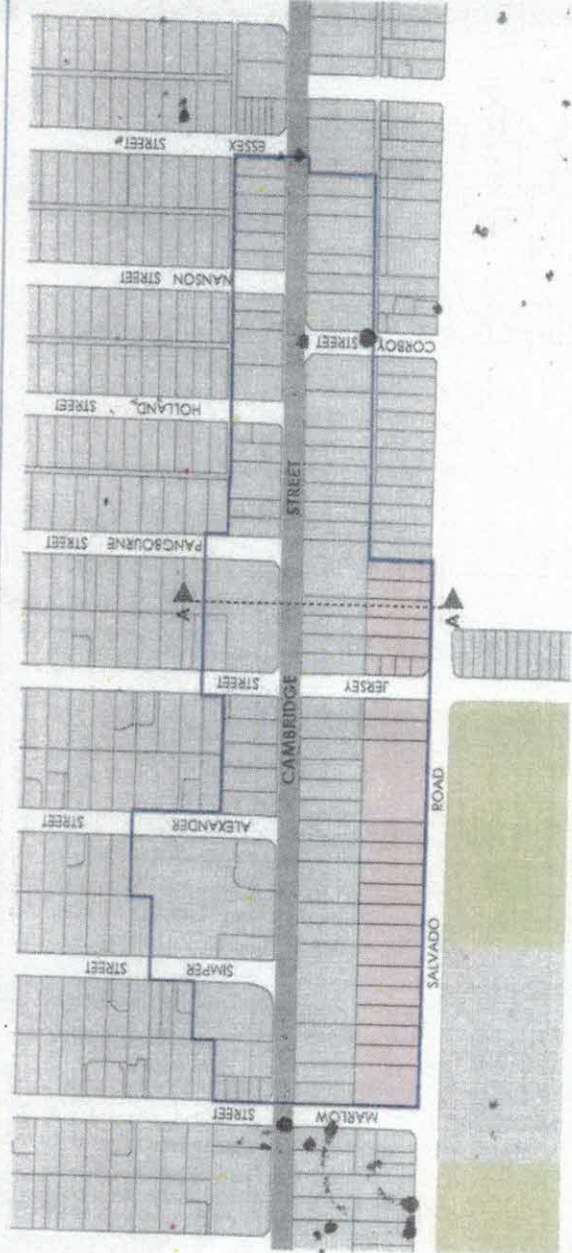 ESSEX STREET
NANSON STREET
CORBOY STREET
HOLLAND STREET
PANGBOURNE STREET
A
A
JERSEY STREET
CAMBRIDGE STREET
ALEXANDER STREET
SALVADO ROAD
SIMPER STREET
MARLOW STREET